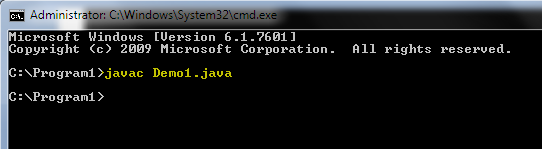 Administrator: C:\Windows\System32\cmd.exe
Microsoft Windows [Version 6.1.7601]
Copyright (c) 2009 Microsoft Corporation.  All rights reserved.
C:\Program1>javac Demo1.java
C:\Program1>